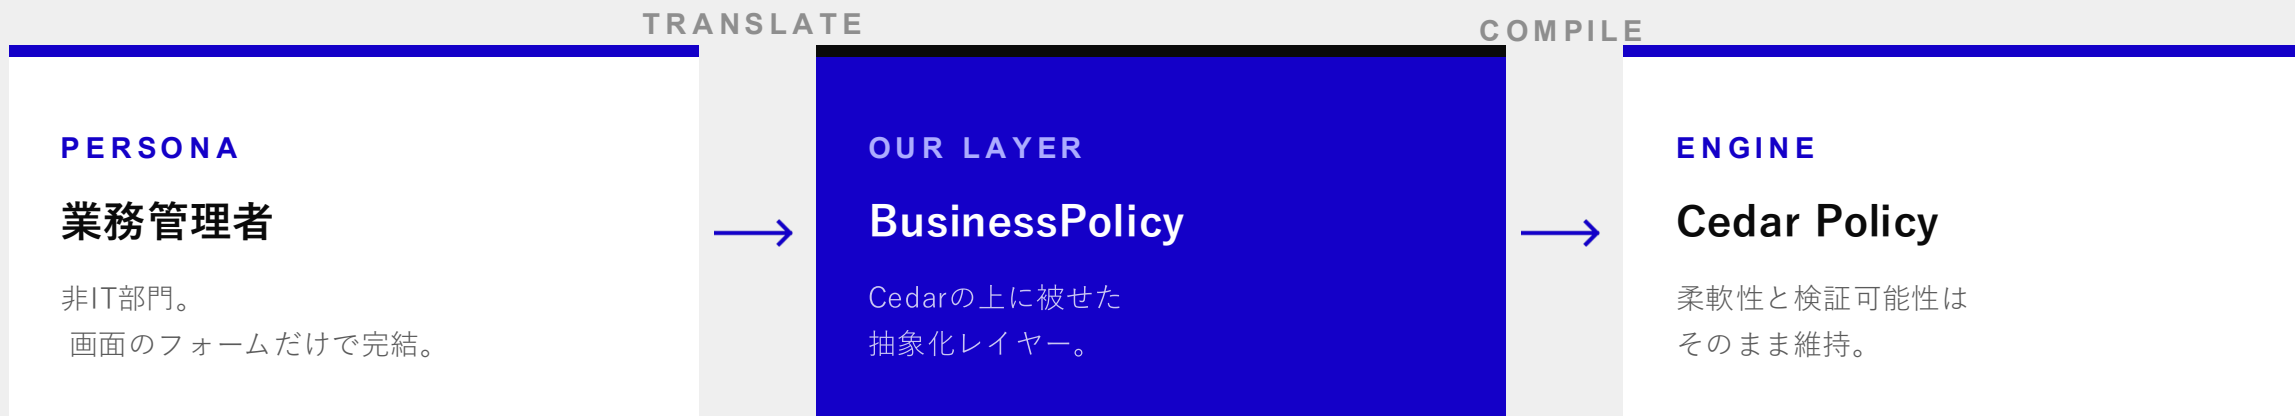 TRANSLATE
COMPILE
PERSONA
業務管理者
非IT部門。
画面のフォームだけで完結。
OUR LAYER
BusinessPolicy
Cedarの上に被せた
抽象化レイヤー。
ENGINE
Cedar Policy
柔軟性と検証可能性は
そのまま維持。